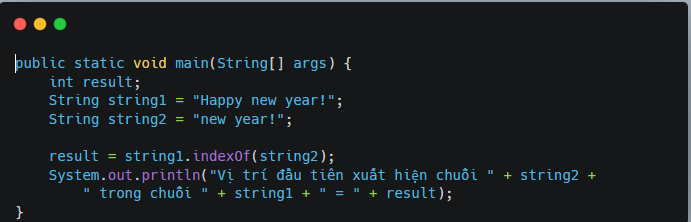 public static void main(String[] args) {
    int result;
    String string1 = "Happy new year!";
    String string2 = "new year!";

    result = string1.indexOf(string2);
    System.out.println("Vị trí đầu tiên xuất hiện chuỗi " + string2 +
        " trong chuỗi " + string1 + " = " + result);
}